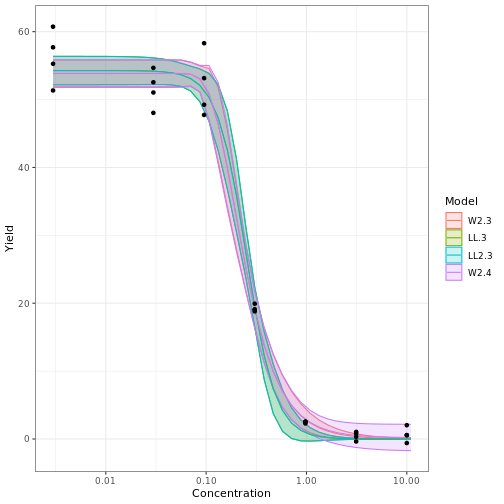 60
40
20
0
Yield
0.01
0.10
1.00
10.00
Concentration
Model
W2.3
LL.3
LL2.3
W2.4